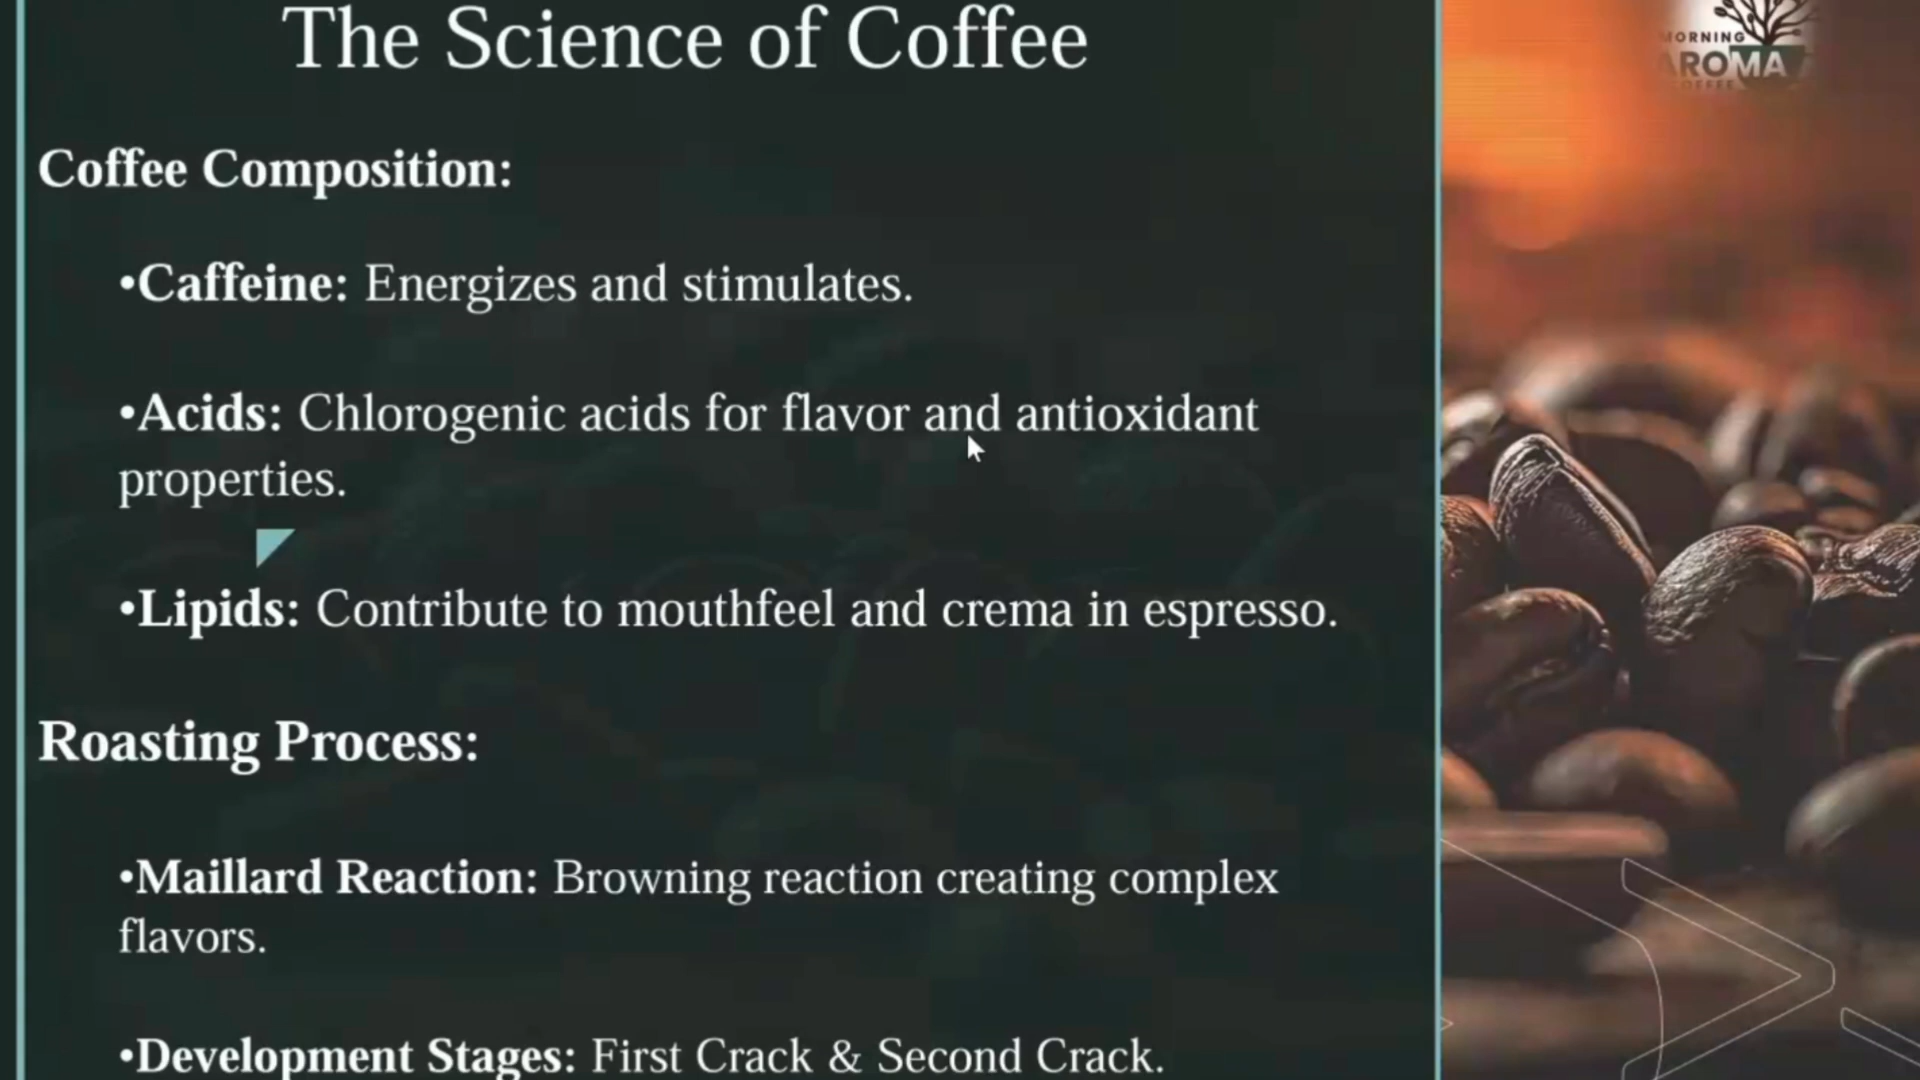 The Science of Coffee
MORNING
AROMA
COFFEE
Coffee Composition:
•Caffeine: Energizes and stimulates.
•Acids: Chlorogenic acids for flavor and antioxidant
properties.
•Lipids: Contribute to mouthfeel and crema in espresso.
Roasting Process:
•Maillard Reaction: Browning reaction creating complex
flavors.
•Development Stages: First Crack & Second Crack.